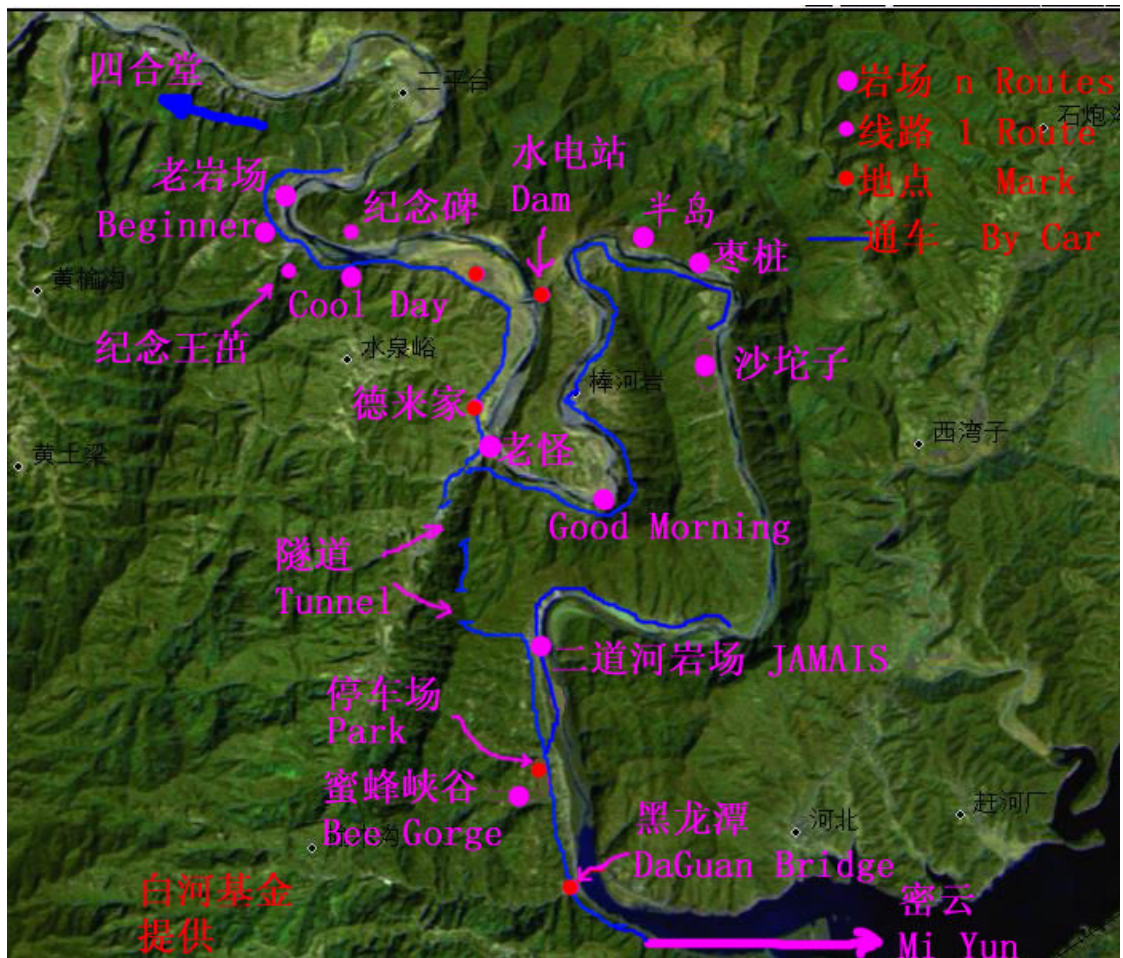 四合堂
二平台
岩场 n Routes
线路 1 Route
地点 Mark
通车 By Car
水电站
Dam
老岩场
Beginner
纪念碑
半岛
枣桩
黄榆沟
Cool Day
纪念王茁
水泉峪
沙坨子
棒河岩
德来家
老怪
西湾子
黄土梁
Good Morning
隧道
Tunnel
二道河岩场 JAMAIS
停车场
Park
蜜蜂峡谷
Bee Gorge
黑龙潭
DaGuan Bridge
河北
赶河厂
白河基金
提供
密云
Mi Yun